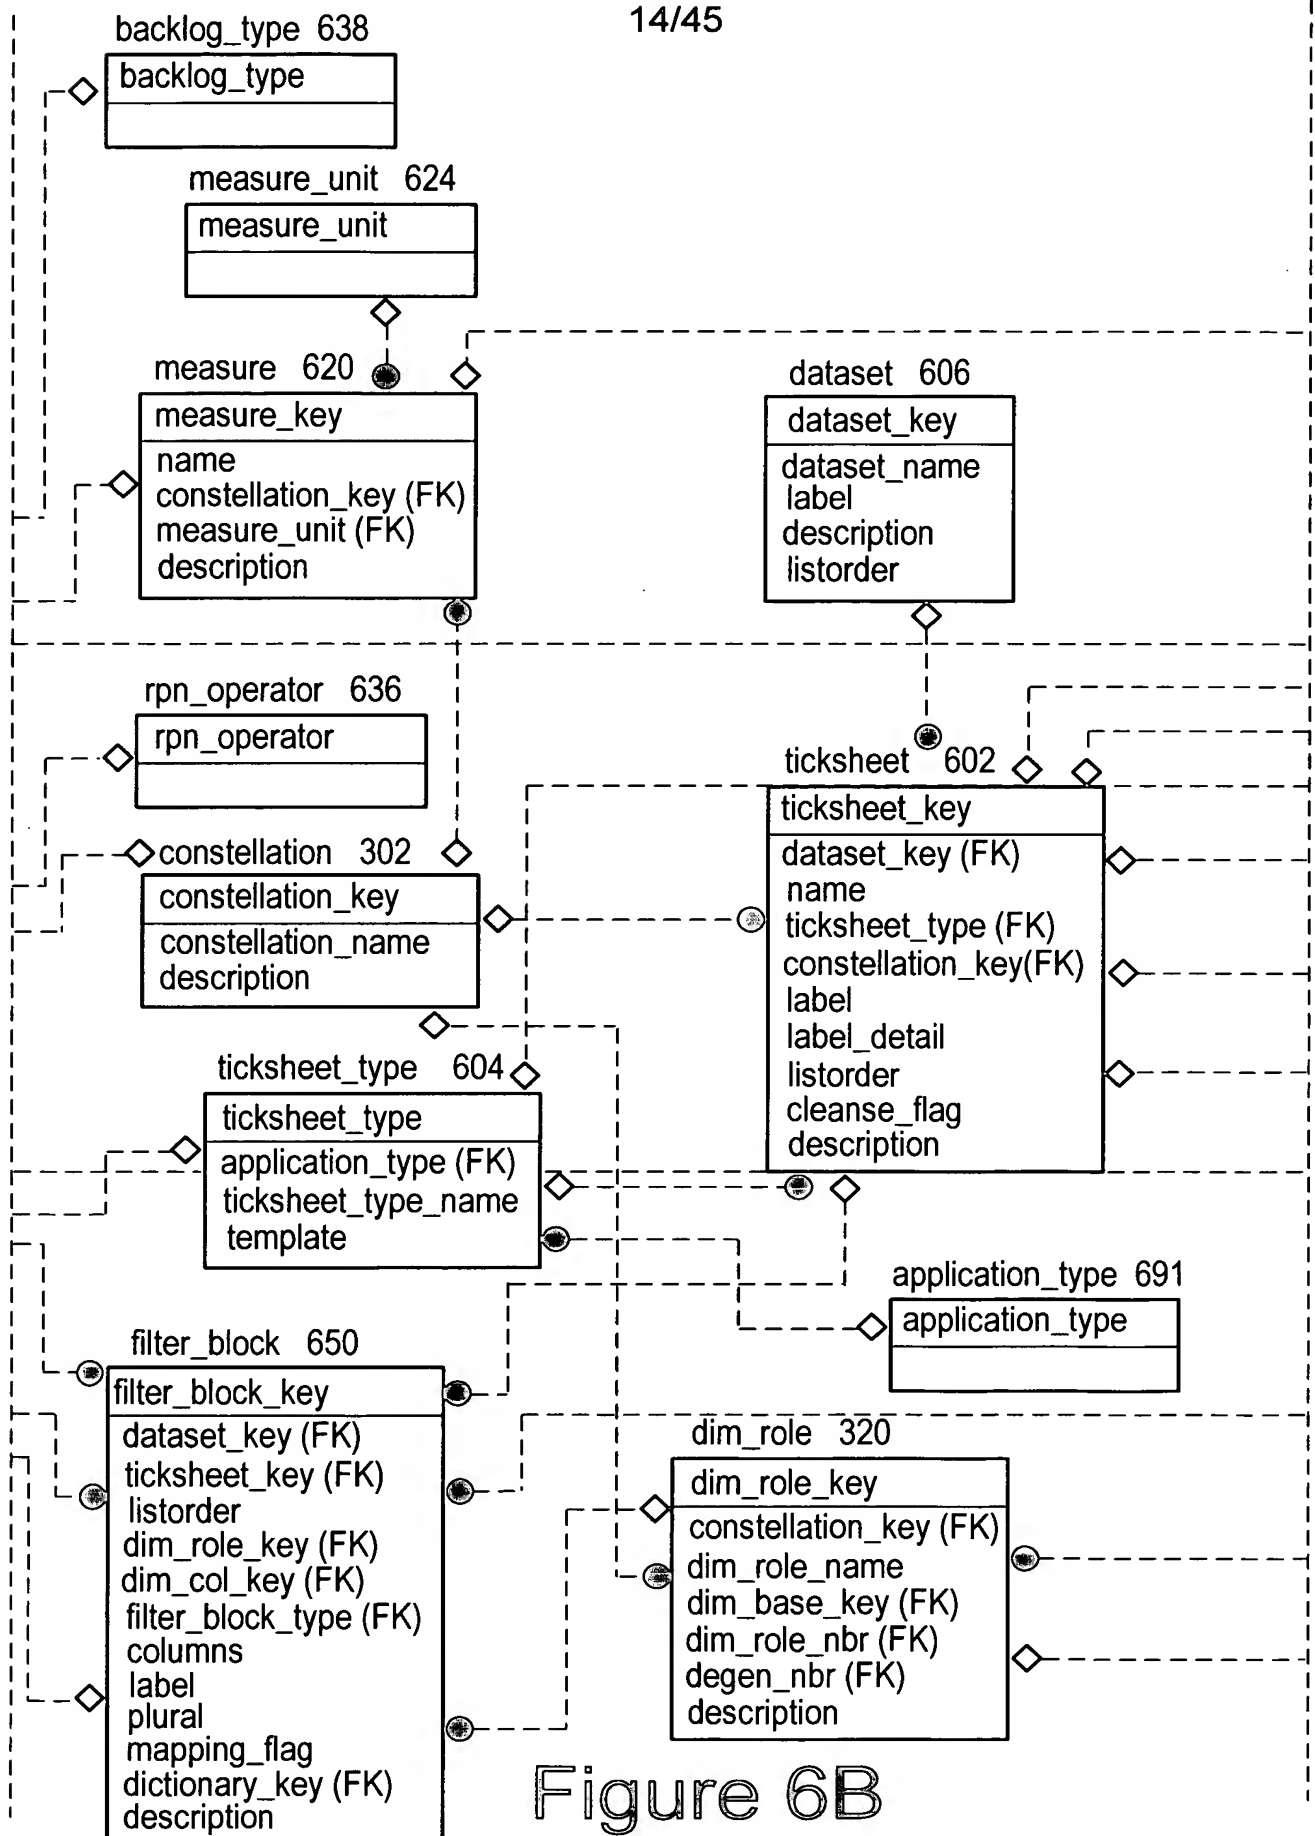 14/45
backlog_type 638
backlog_type
measure_unit 624
measure_unit
measure 620
measure_key
name
constellation_key (FK)
measure_unit (FK)
description
dataset 606
dataset_key
dataset_name
label
description
listorder
rpn_operator 636
rpn_operator
ticksheet 602
ticksheet_key
dataset_key (FK)
name
ticksheet_type (FK)
constellation_key(FK)
label
label_detail
listorder
cleanse_flag
description
constellation 302
constellation_key
constellation_name
description
ticksheet_type 604
ticksheet_type
application_type (FK)
ticksheet_type_name
template
application_type 691
application_type
filter_block 650
filter_block_key
dataset_key (FK)
ticksheet_key (FK)
listorder
dim_role_key (FK)
dim_col_key (FK)
filter_block_type (FK)
columns
label
plural
mapping_flag
dictionary_key (FK)
description
dim_role 320
dim_role_key
constellation_key (FK)
dim_role_name
dim_base_key (FK)
dim_role_nbr (FK)
degen_nbr (FK)
description
Figure 6B